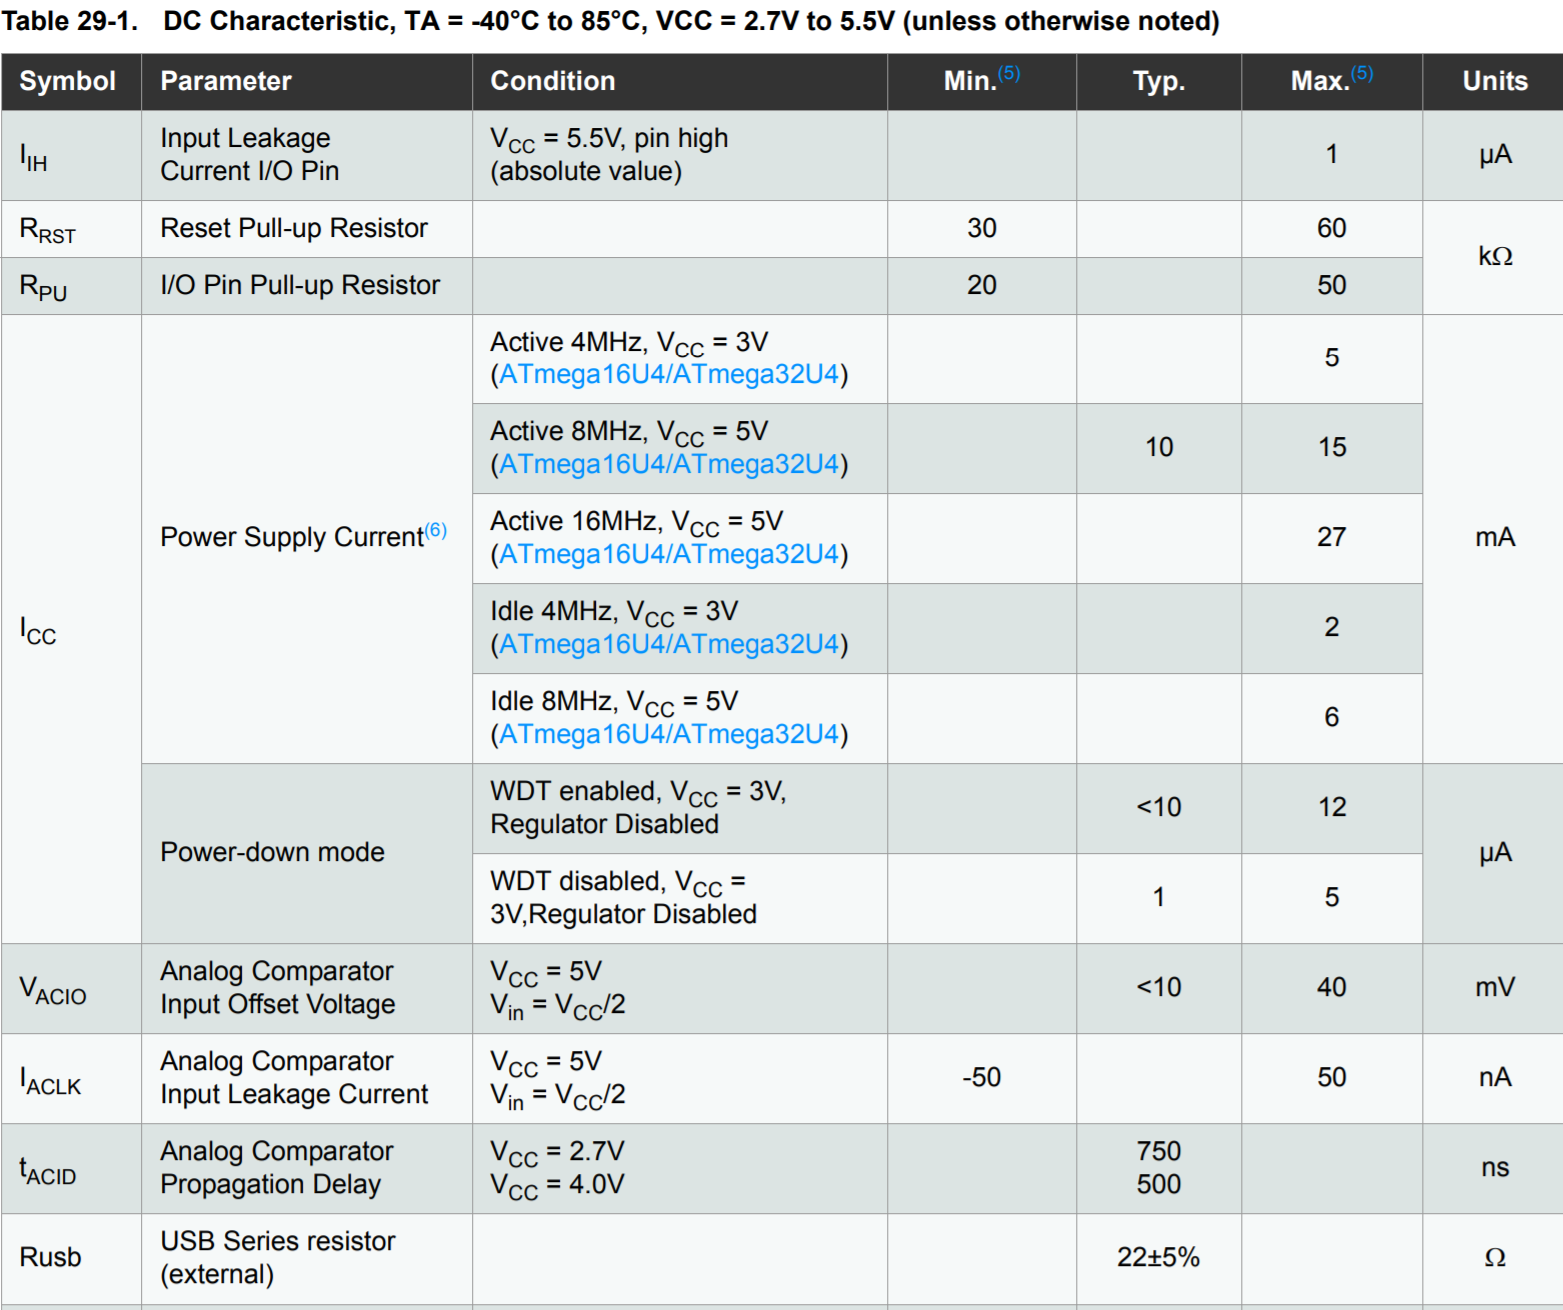 Table 29-1. DC Characteristic, TA = -40°C to 85°C, VCC = 2.7V to 5.5V (unless otherwise noted)
Symbol Parameter Condition Min.(5) Typ. Max.(5) Units
IIH Input Leakage Current I/O Pin VCC = 5.5V, pin high (absolute value) 1 µA
RRST Reset Pull-up Resistor 30 60 kΩ
RPU I/O Pin Pull-up Resistor 20 50
ICC Power Supply Current(6) Active 4MHz, VCC = 3V (ATmega16U4/ATmega32U4) 5 mA
Active 8MHz, VCC = 5V (ATmega16U4/ATmega32U4) 10 15
Active 16MHz, VCC = 5V (ATmega16U4/ATmega32U4) 27
Idle 4MHz, VCC = 3V (ATmega16U4/ATmega32U4) 2
Idle 8MHz, VCC = 5V (ATmega16U4/ATmega32U4) 6
Power-down mode WDT enabled, VCC = 3V, Regulator Disabled <10 12 µA
WDT disabled, VCC = 3V,Regulator Disabled 1 5
VACIO Analog Comparator Input Offset Voltage VCC = 5V Vin = VCC/2 <10 40 mV
IACLK Analog Comparator Input Leakage Current VCC = 5V Vin = VCC/2 -50 50 nA
tACID Analog Comparator Propagation Delay VCC = 2.7V VCC = 4.0V 750 500 ns
Rusb USB Series resistor (external) 22±5% Ω